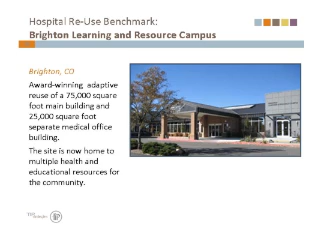 Hospital Re-Use Benchmark:
Brighton Learning and Resource Campus
Brighton, CO
Award-winning adaptive
reuse of a 75,000 square
foot main building and
25,000 square foot
separate medical office
building.
The site is now home to
multiple health and
educational resources for
the community.